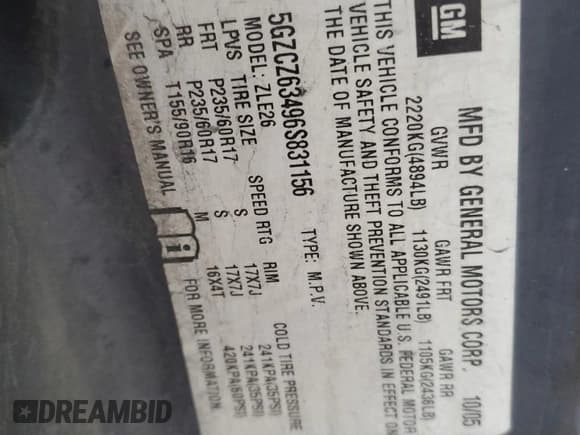 GM
MFD BY GENERAL MOTORS CORP. 10/05
GVWR GAWR FRT GAWR RR
2220KG(4894LB) 1130KG(2491LB) 1105KG(2436LB)
THIS VEHICLE CONFORMS TO ALL APPLICABLE U.S. FEDERAL MOTOR
VEHICLE SAFETY AND THEFT PREVENTION STANDARDS IN EFFECT ON
THE DATE OF MANUFACTURE SHOWN ABOVE.
5GZCZ63496S831156 TYPE: M.P.V.
MODEL: ZLE26
LPVS TIRE SIZE SPEED RTG RIM COLD TIRE PRESSURE
FRT P235/60R17 S 17X7J 241KPA(35PSI)
RR P235/60R17 S 17X7J 241KPA(35PSI)
SPA T155/90R16 M 16X4T 420KPA(60PSI)
SEE OWNER'S MANUAL FOR MORE INFORMATION
i
DREAMBID